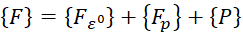 {F} = {F_{ε^0}} + {F_p} + {P}